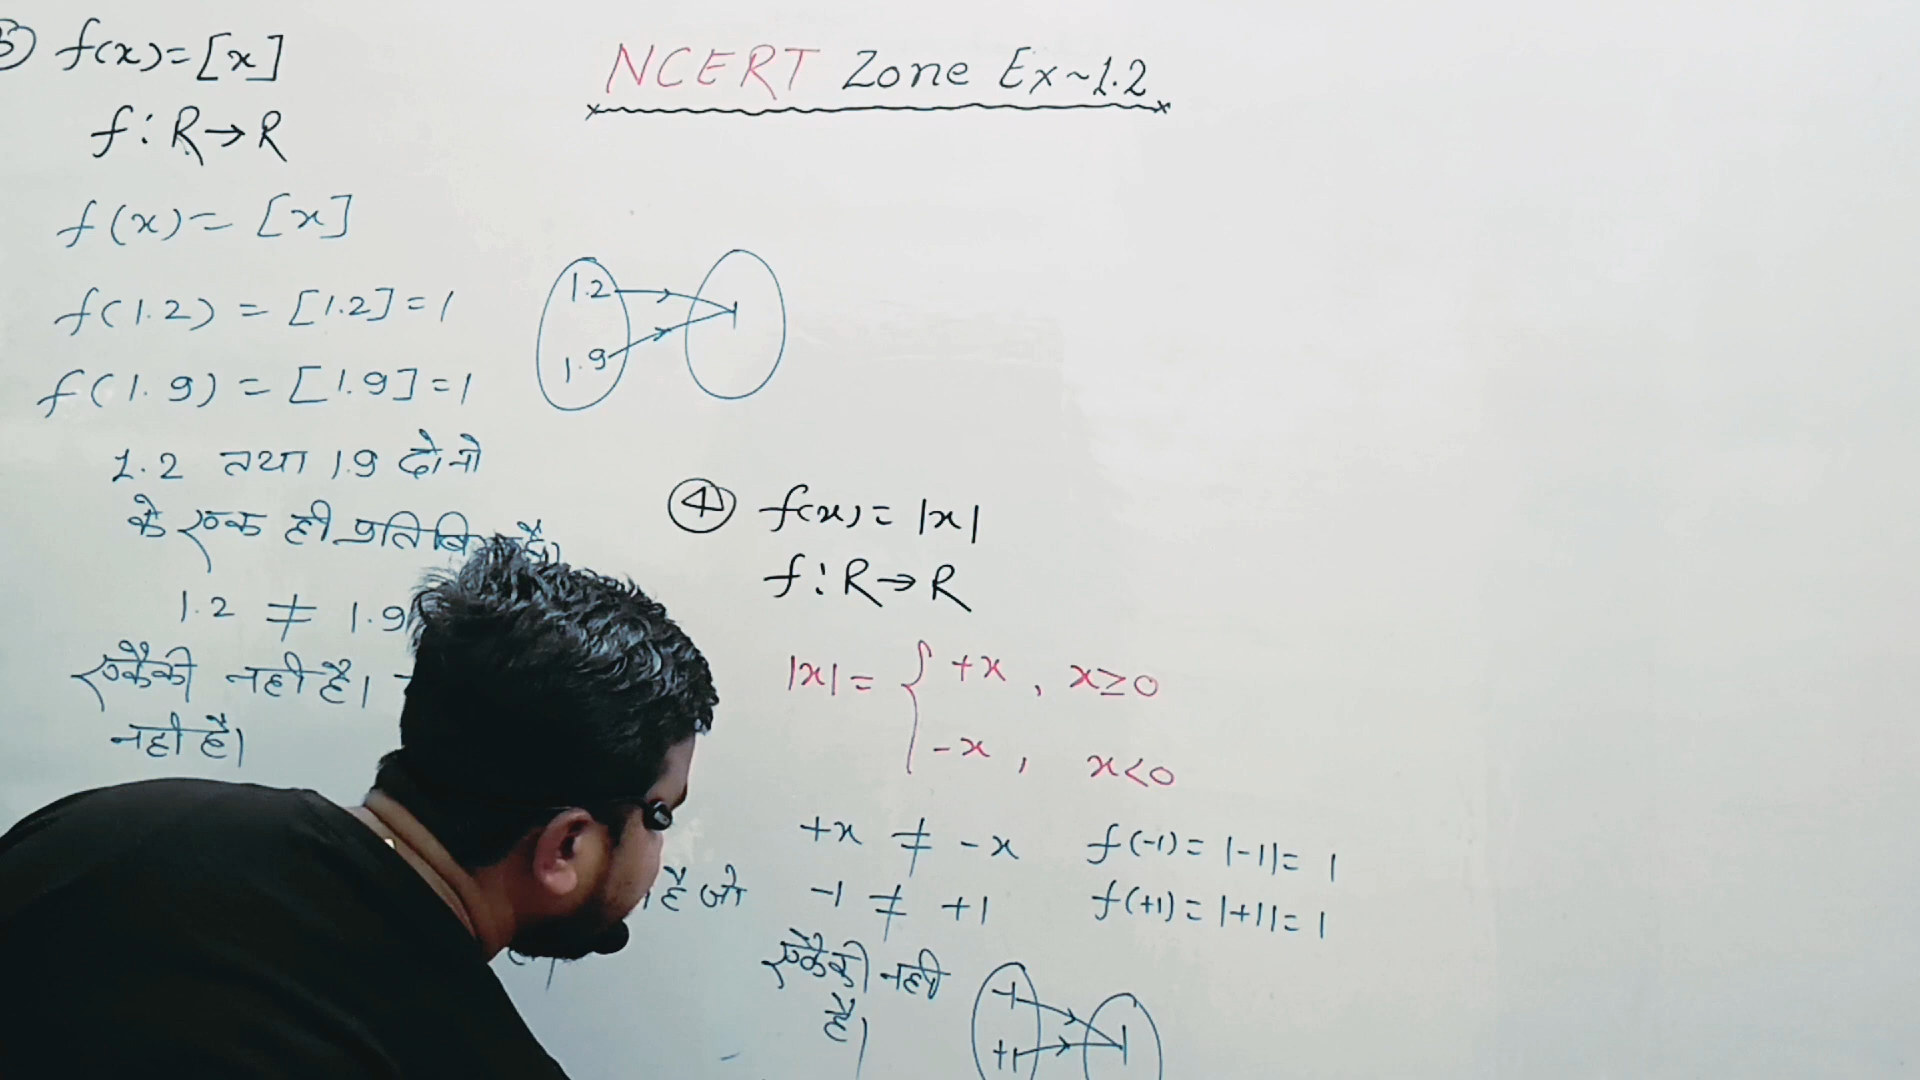 NCERT Zone Ex~1.2
f(x)=[x]
f:R→R
f(x)= [x]
f(1.2) = [1.2]=1
f(1.9) = [1.9]=1
1.2 तथा 1.9 दोनो
के एक ही है।
1.2 ≠ 1.9
एकैकी नही है।
नही है।
1.2
1.9
1
④ f(x)= |x|
f:R→R
|x|= { +x , x≥0
-x , x<0
+x ≠ -x f(-1)= |-1|= 1
है जो
-1 ≠ +1 f(+1)= |+1|= 1
एकैकी नही
है।
-1
+1
1